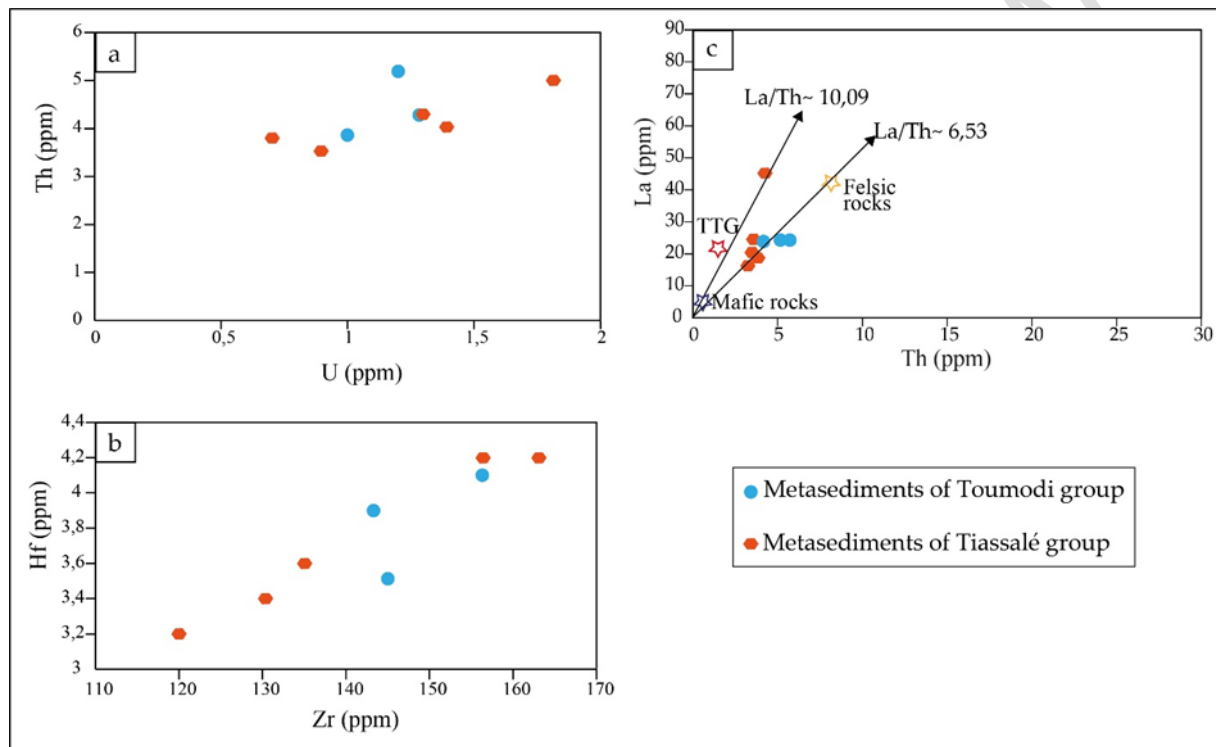 a
Th (ppm)
6
5
4
3
2
1
0
0
0,5
1
1,5
2
U (ppm)
c
La (ppm)
90
80
70
60
50
40
30
20
10
0
0
5
10
15
20
25
30
Th (ppm)
La/Th~ 10,09
La/Th~ 6,53
Felsic
rocks
TTG
Mafic rocks
b
Hf (ppm)
4,4
4,2
4
3,8
3,6
3,4
3,2
3
110
120
130
140
150
160
170
Zr (ppm)
Metasediments of Toumodi group
Metasediments of Tiassalé group